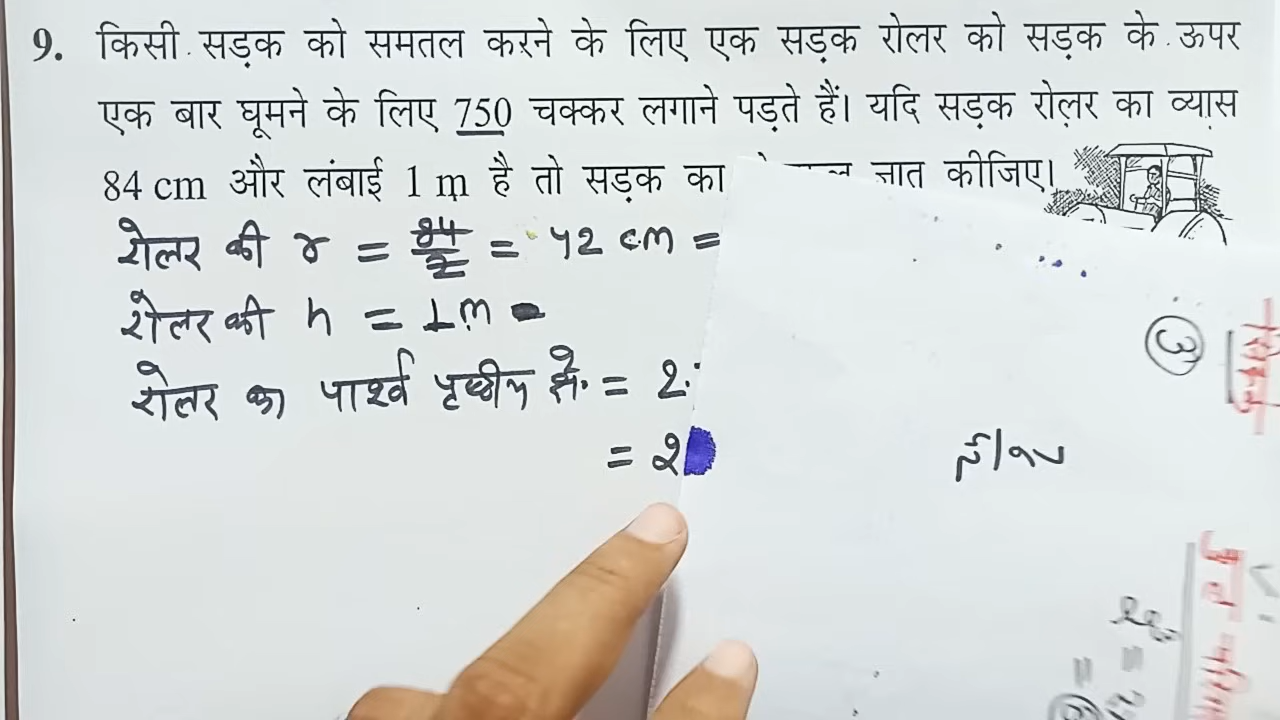 9. किसी सड़क को समतल करने के लिए एक सड़क रोलर को सड़क के ऊपर
एक बार घूमने के लिए 750 चक्कर लगाने पड़ते हैं। यदि सड़क रोलर का व्यास
84 cm और लंबाई 1 m है तो सड़क का ज्ञात कीजिए।
रोलर की r = 84/2 = 42 cm =
रोलर की h = 1m
रोलर का पार्श्व पृष्ठीय क्षे. = 2.
= 2